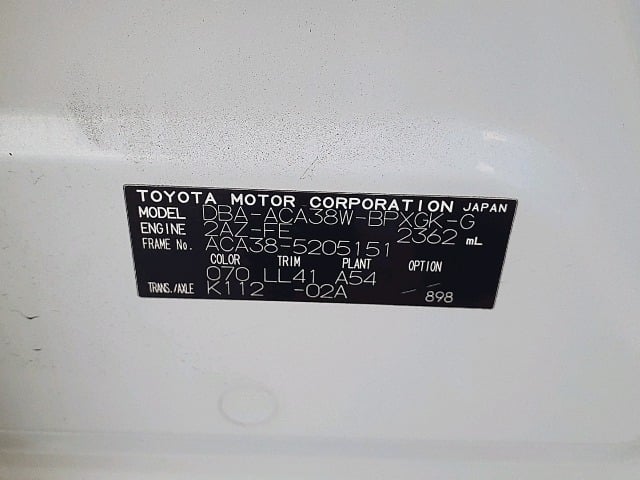 TOYOTA MOTOR CORPORATION JAPAN
MODEL DBA-ACA38W-BPXGK-G
ENGINE 2AZ-FE 2362 mL
FRAME No. ACA38-5205151
COLOR TRIM PLANT OPTION
070 LL41 A54 — —
TRANS./AXLE K112 -02A 898